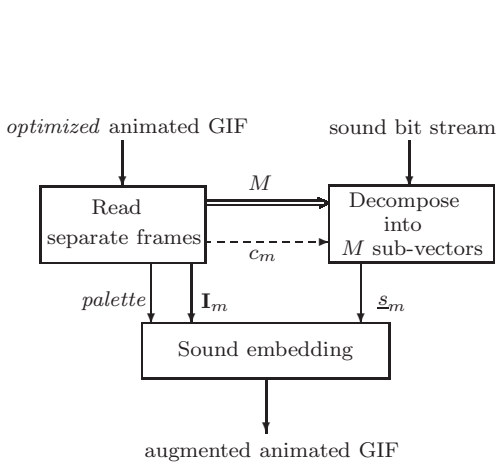 optimized animated GIF
sound bit stream
Read
separate frames
M
c_m
Decompose
into
M sub-vectors
palette
I_m
s_m
Sound embedding
augmented animated GIF